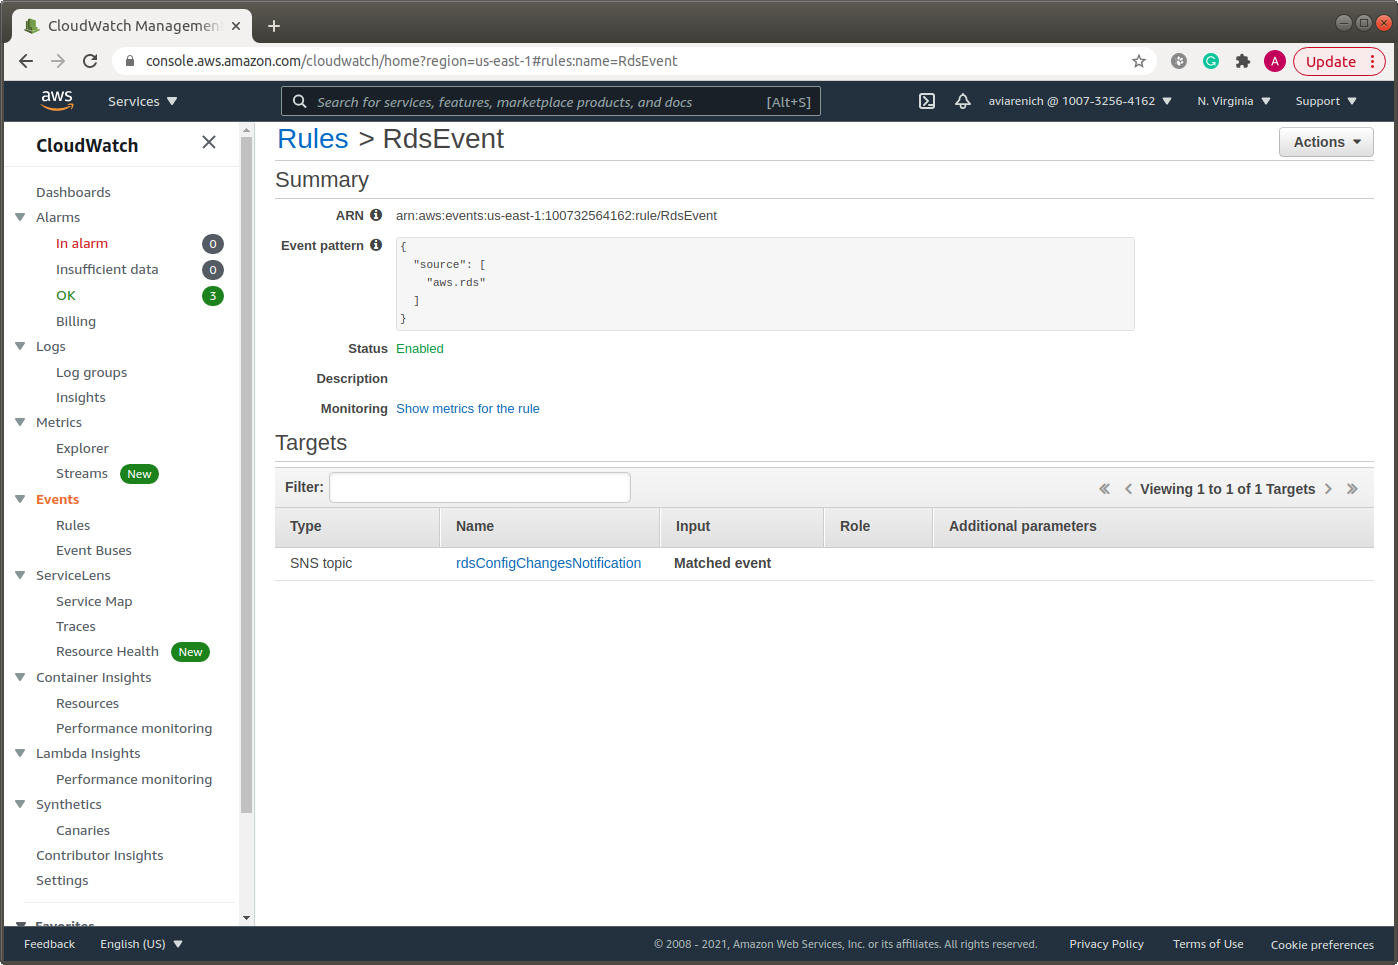 CloudWatch Managemen
console.aws.amazon.com/cloudwatch/home?region=us-east-1#rules:name=RdsEvent
A
Update
aws
Services
Search for services, features, marketplace products, and docs [Alt+S]
aviarenich @ 1007-3256-4162
N. Virginia
Support
CloudWatch
Dashboards
Alarms
In alarm 0
Insufficient data 0
OK 3
Billing
Logs
Log groups
Insights
Metrics
Explorer
Streams New
Events
Rules
Event Buses
ServiceLens
Service Map
Traces
Resource Health New
Container Insights
Resources
Performance monitoring
Lambda Insights
Performance monitoring
Synthetics
Canaries
Contributor Insights
Settings
Favorites
Rules > RdsEvent
Actions
Summary
ARN arn:aws:events:us-east-1:100732564162:rule/RdsEvent
Event pattern {
"source": [
"aws.rds"
]
}
Status Enabled
Description
Monitoring Show metrics for the rule
Targets
Filter:
« < Viewing 1 to 1 of 1 Targets > »
Type Name Input Role Additional parameters
SNS topic rdsConfigChangesNotification Matched event
Feedback English (US) © 2008 - 2021, Amazon Web Services, Inc. or its affiliates. All rights reserved. Privacy Policy Terms of Use Cookie preferences